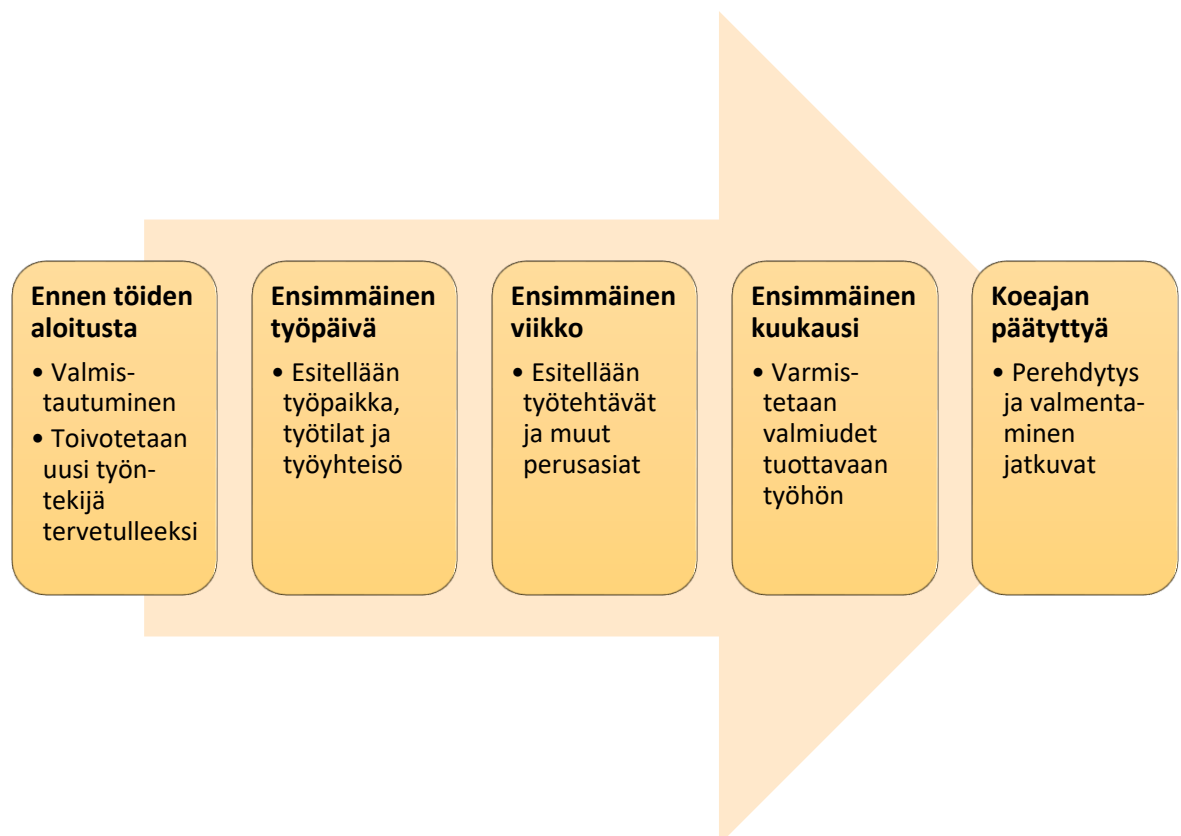 Ennen töiden
aloitusta
• Valmis-
tautuminen
• Toivotetaan
uusi työn-
tekijä
tervetulleeksi
Ensimmäinen
työpäivä
• Esitellään
työpaikka,
työtilat ja
työyhteisö
Ensimmäinen
viikko
• Esitellään
työtehtävät
ja muut
perusasiat
Ensimmäinen
kuukausi
• Varmis-
tetaan
valmiudet
tuottavaan
työhön
Koeajan
päätyttyä
• Perehdytys
ja valmenta-
minen
jatkuvat